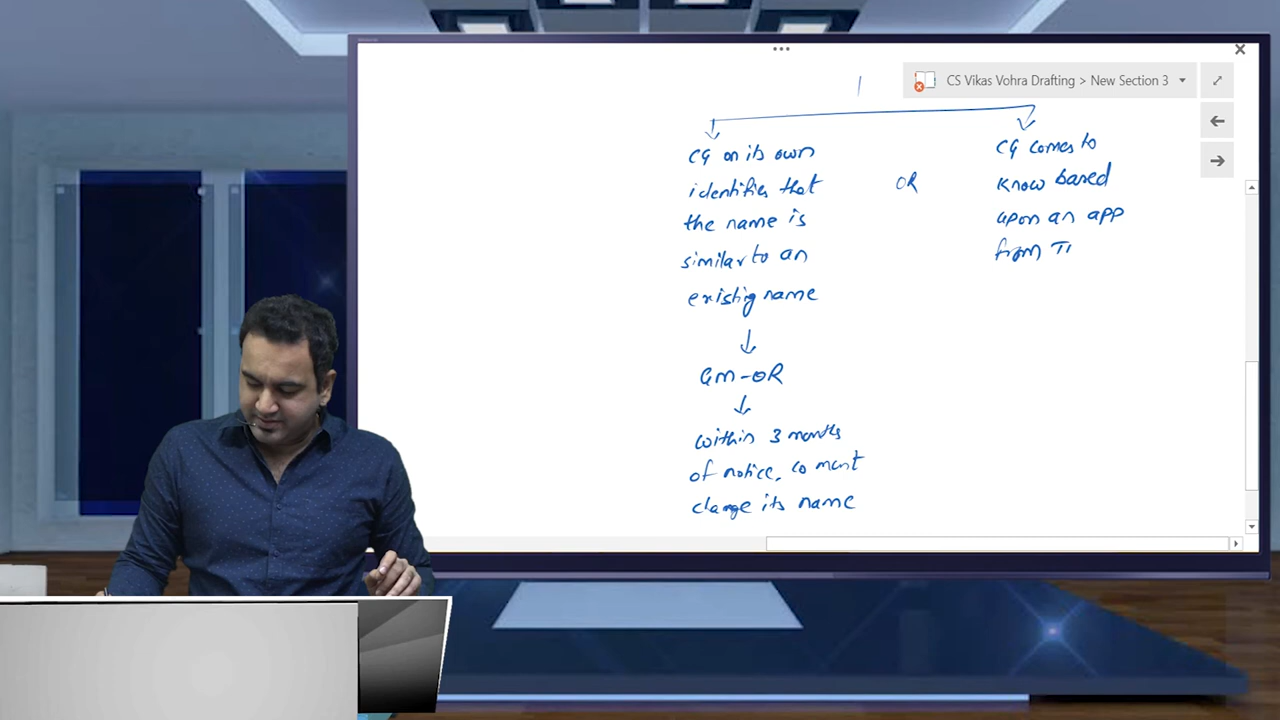 CS Vikas Vohra Drafting > New Section 3
CG on its own
identifies that
the name is
similar to an
existing name
GM-OR
within 3 months
of notice, co must
change its name
OR
CG comes to
know based
upon an app
from TI